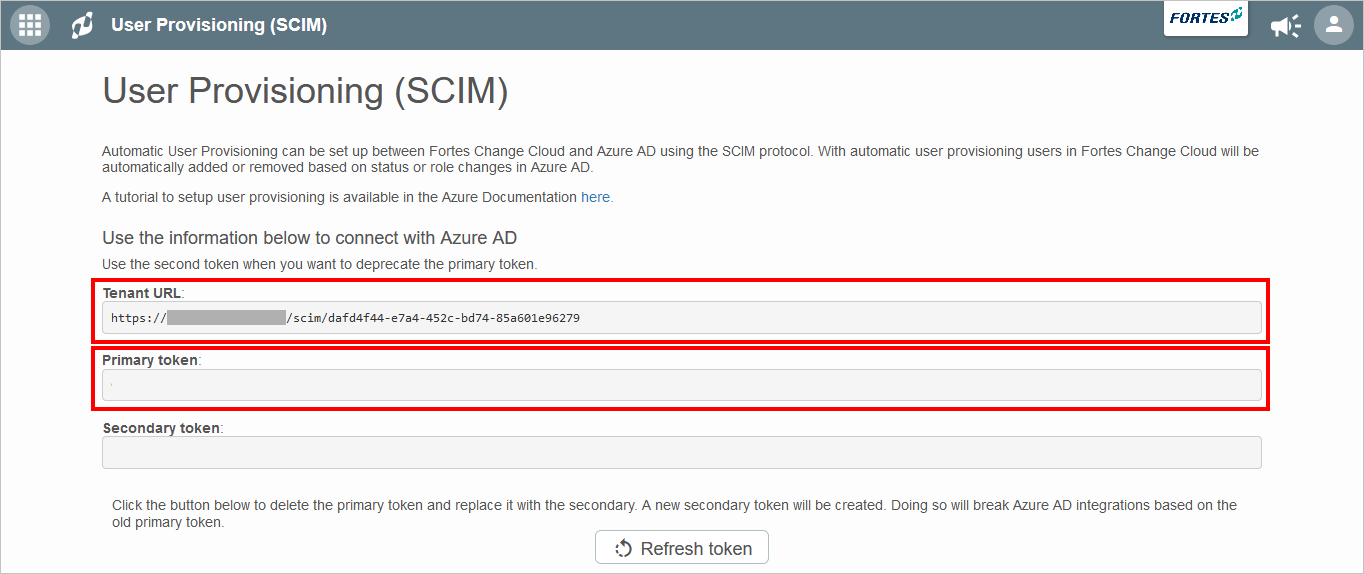 User Provisioning (SCIM)
FORTES
User Provisioning (SCIM)
Automatic User Provisioning can be set up between Fortes Change Cloud and Azure AD using the SCIM protocol. With automatic user provisioning users in Fortes Change Cloud will be
automatically added or removed based on status or role changes in Azure AD.
A tutorial to setup user provisioning is available in the Azure Documentation here.
Use the information below to connect with Azure AD
Use the second token when you want to deprecate the primary token.
Tenant URL:
https:// /scim/dafd4f44-e7a4-452c-bd74-85a601e96279
Primary token:
Secondary token:
Click the button below to delete the primary token and replace it with the secondary. A new secondary token will be created. Doing so will break Azure AD integrations based on the
old primary token.
Refresh token